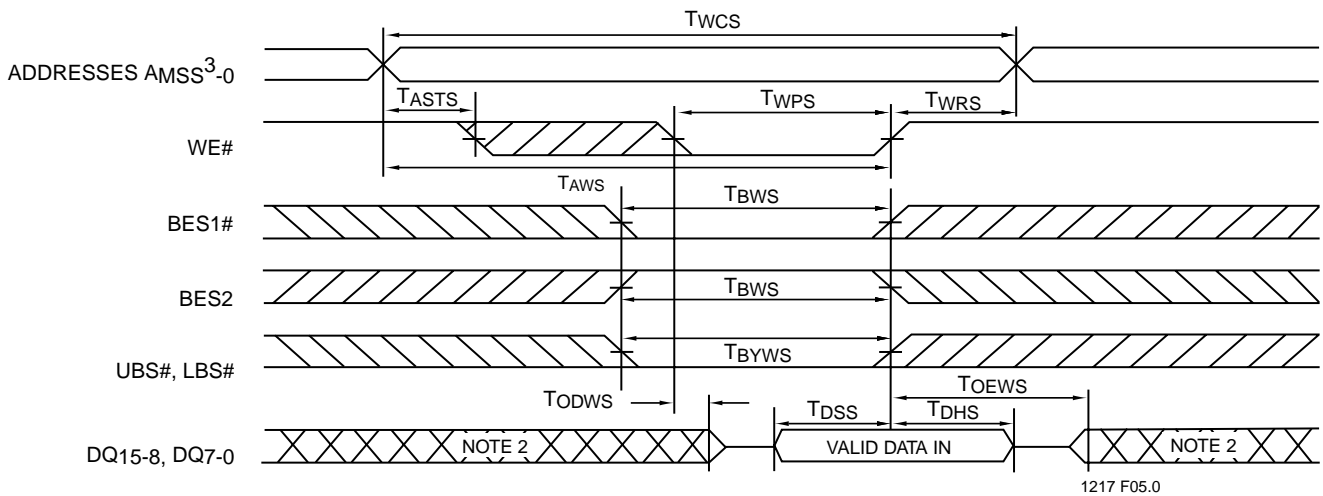 TWCS
ADDRESSES AMSS3-0
TASTS
TWPS
TWRS
WE#
TAWS
TBWS
BES1#
BES2
TBWS
UBS#, LBS#
TBYWS
TODWS
TOEWS
TDSS
TDHS
DQ15-8, DQ7-0
NOTE 2
VALID DATA IN
NOTE 2
1217 F05.0